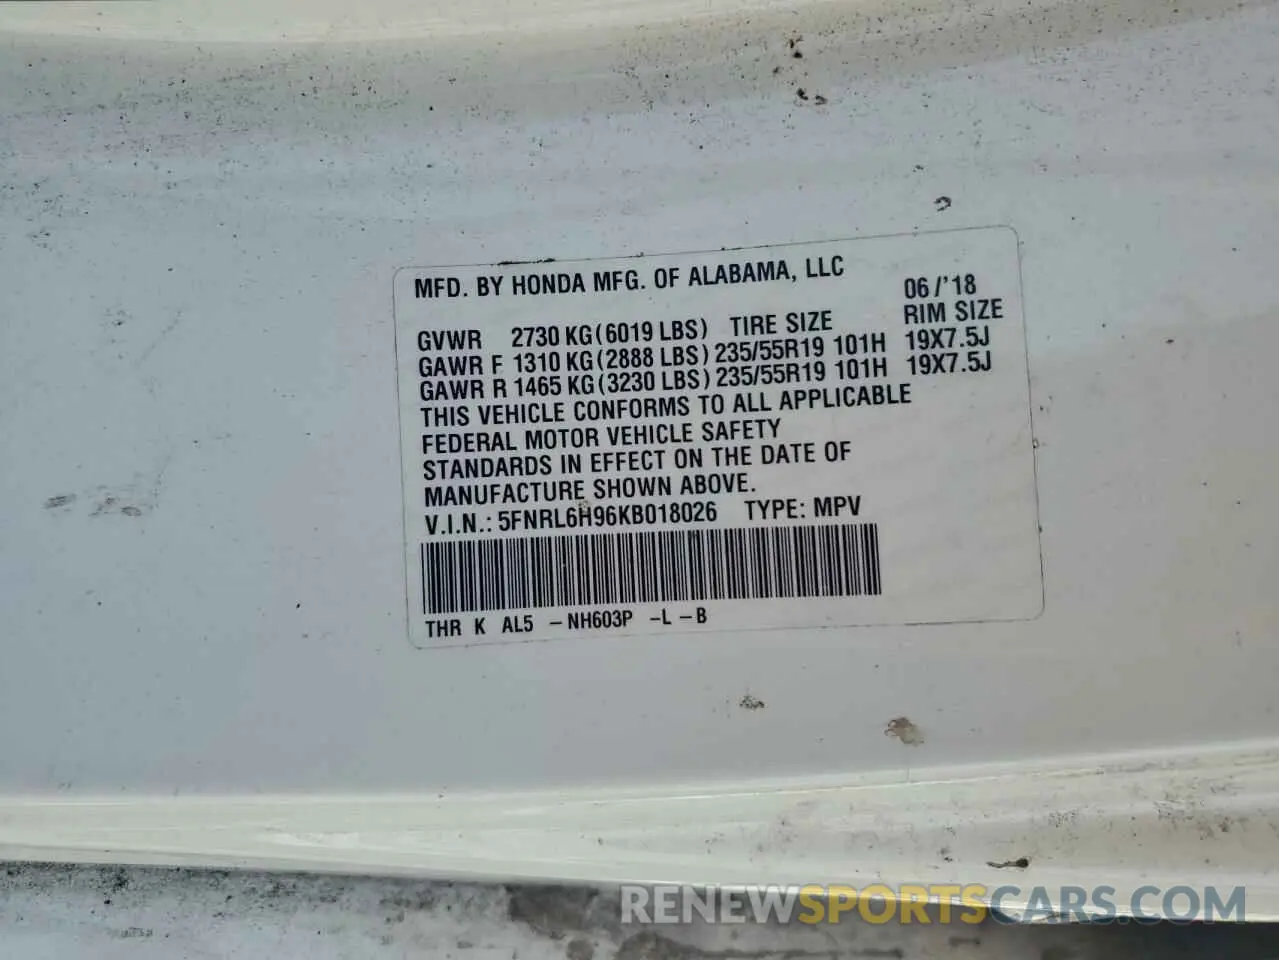 MFD. BY HONDA MFG. OF ALABAMA, LLC
06/'18
GVWR 2730 KG (6019 LBS) TIRE SIZE RIM SIZE
GAWR F 1310 KG (2888 LBS) 235/55R19 101H 19X7.5J
GAWR R 1465 KG (3230 LBS) 235/55R19 101H 19X7.5J
THIS VEHICLE CONFORMS TO ALL APPLICABLE
FEDERAL MOTOR VEHICLE SAFETY
STANDARDS IN EFFECT ON THE DATE OF
MANUFACTURE SHOWN ABOVE.
V.I.N.: 5FNRL6H96KB018026 TYPE: MPV
THR K AL5 -NH603P -L -B
RENEWSPORTSCARS.COM